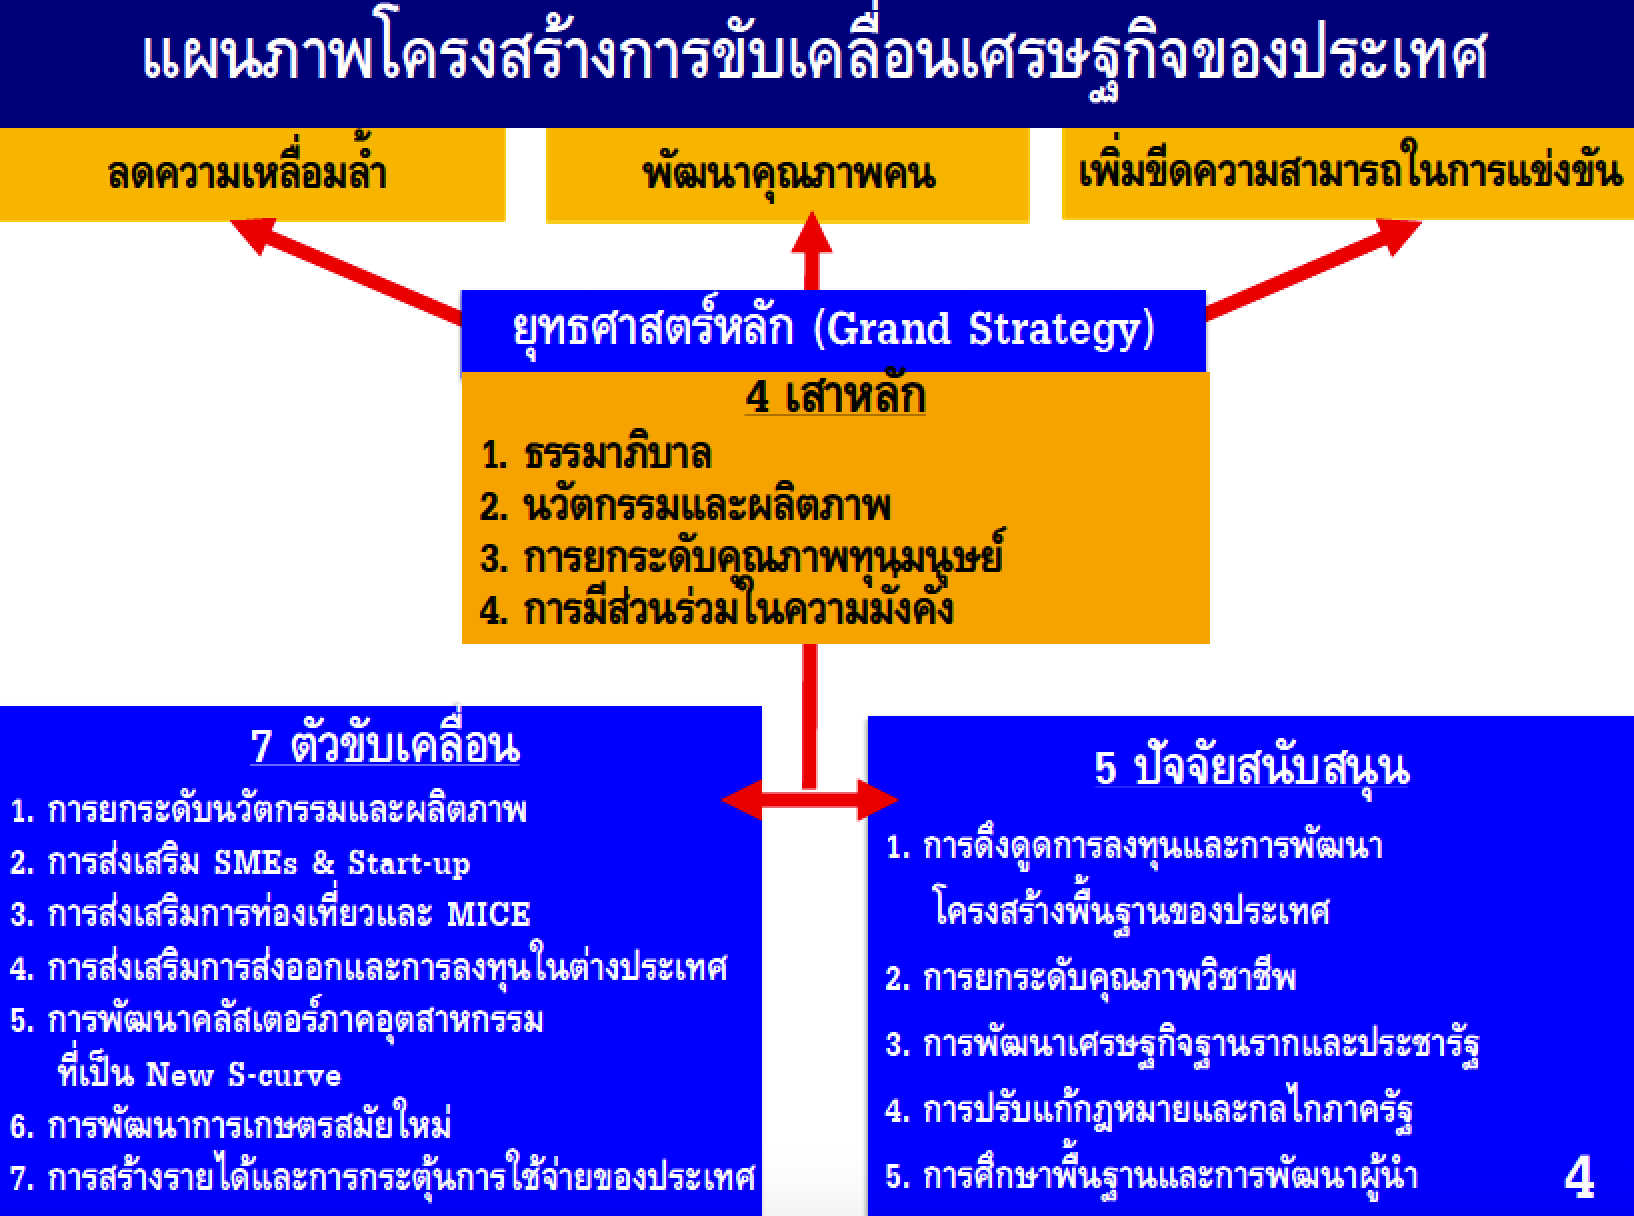 แผนภาพโครงสร้างการขับเคลื่อนเศรษฐกิจของประเทศ
ลดความเหลื่อมล้ำ
พัฒนาคุณภาพคน
เพิ่มขีดความสามารถในการแข่งขัน
ยุทธศาสตร์หลัก (Grand Strategy)
4 เสาหลัก
1. ธรรมาภิบาล
2. นวัตกรรมและผลิตภาพ
3. การยกระดับคุณภาพทุนมนุษย์
4. การมีส่วนร่วมในความมั่งคั่ง
7 ตัวขับเคลื่อน
1. การยกระดับนวัตกรรมและผลิตภาพ
2. การส่งเสริม SMEs & Start-up
3. การส่งเสริมการท่องเที่ยวและ MICE
4. การส่งเสริมการส่งออกและการลงทุนในต่างประเทศ
5. การพัฒนาคลัสเตอร์ภาคอุตสาหกรรม
ที่เป็น New S-curve
6. การพัฒนาการเกษตรสมัยใหม่
7. การสร้างรายได้และการกระตุ้นการใช้จ่ายของประเทศ
5 ปัจจัยสนับสนุน
1. การดึงดูดการลงทุนและการพัฒนา
โครงสร้างพื้นฐานของประเทศ
2. การยกระดับคุณภาพวิชาชีพ
3. การพัฒนาเศรษฐกิจฐานรากและประชารัฐ
4. การปรับแก้กฎหมายและกลไกภาครัฐ
5. การศึกษาพื้นฐานและการพัฒนาผู้นำ
4